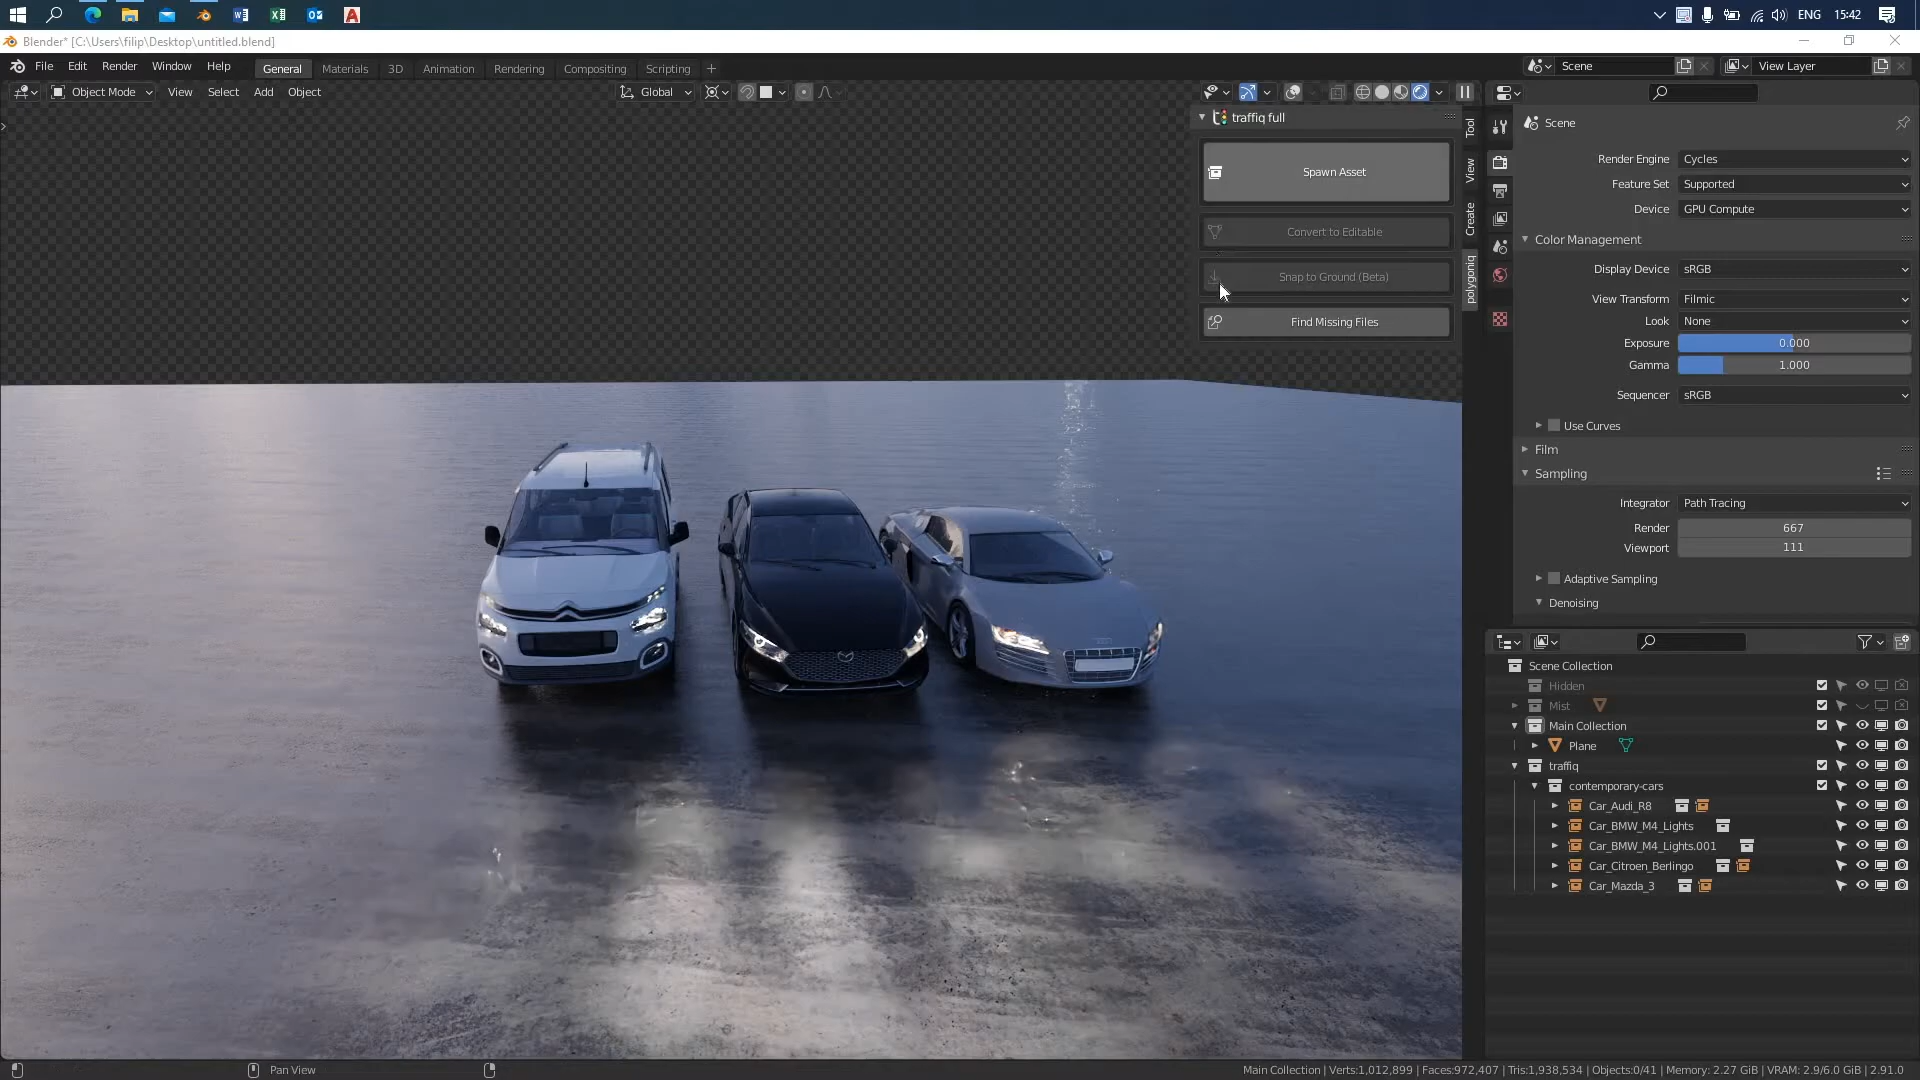 ENG 15:42
Blender* [C:\Users\filip\Desktop\untitled.blend]
File Edit Render Window Help General Materials 3D Animation Rendering Compositing Scripting + Scene View Layer
Object Mode View Select Add Object Global
traffiq full
Spawn Asset
Convert to Editable
Snap to Ground (Beta)
Find Missing Files
Tool
View
Create
polygoniq
Scene
Render Engine Cycles
Feature Set Supported
Device GPU Compute
Color Management
Display Device sRGB
View Transform Filmic
Look None
Exposure 0.000
Gamma 1.000
Sequencer sRGB
Use Curves
Film
Sampling
Integrator Path Tracing
Render 667
Viewport 111
Adaptive Sampling
Denoising
Scene Collection
Hidden
Mist
Main Collection
Plane
traffiq
contemporary-cars
Car_Audi_R8
Car_BMW_M4_Lights
Car_BMW_M4_Lights.001
Car_Citroen_Berlingo
Car_Mazda_3
Pan View
Main Collection | Verts:1,012,899 | Faces:972,407 | Tris:1,938,534 | Objects:0/41 | Memory: 2.27 GiB | VRAM: 2.9/6.0 GiB | 2.91.0